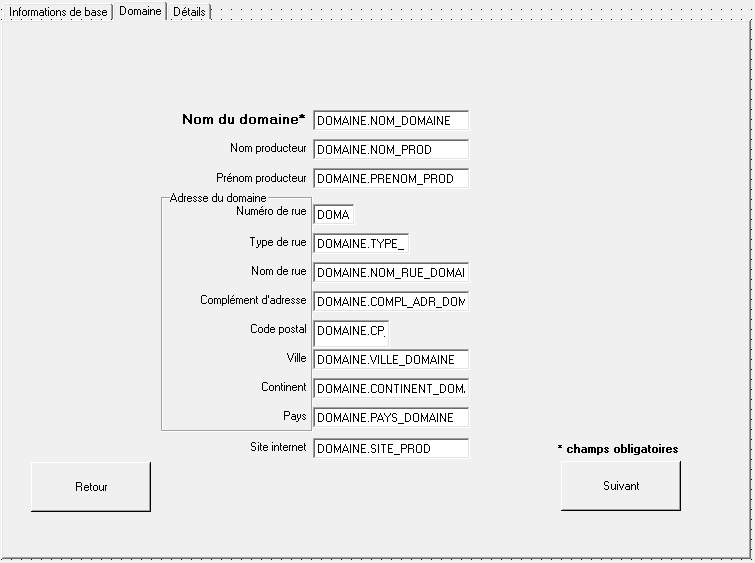 Informations de base Domaine Détails
Nom du domaine* DOMAINE.NOM_DOMAINE
Nom producteur DOMAINE.NOM_PROD
Prénom producteur DOMAINE.PRENOM_PROD
Adresse du domaine
Numéro de rue DOMA
Type de rue DOMAINE.TYPE_
Nom de rue DOMAINE.NOM_RUE_DOMAI
Complément d'adresse DOMAINE.COMPL_ADR_DOM
Code postal DOMAINE.CP.
Ville DOMAINE.VILLE_DOMAINE
Continent DOMAINE.CONTINENT_DOM
Pays DOMAINE.PAYS_DOMAINE
Site internet DOMAINE.SITE_PROD
* champs obligatoires
Retour Suivant